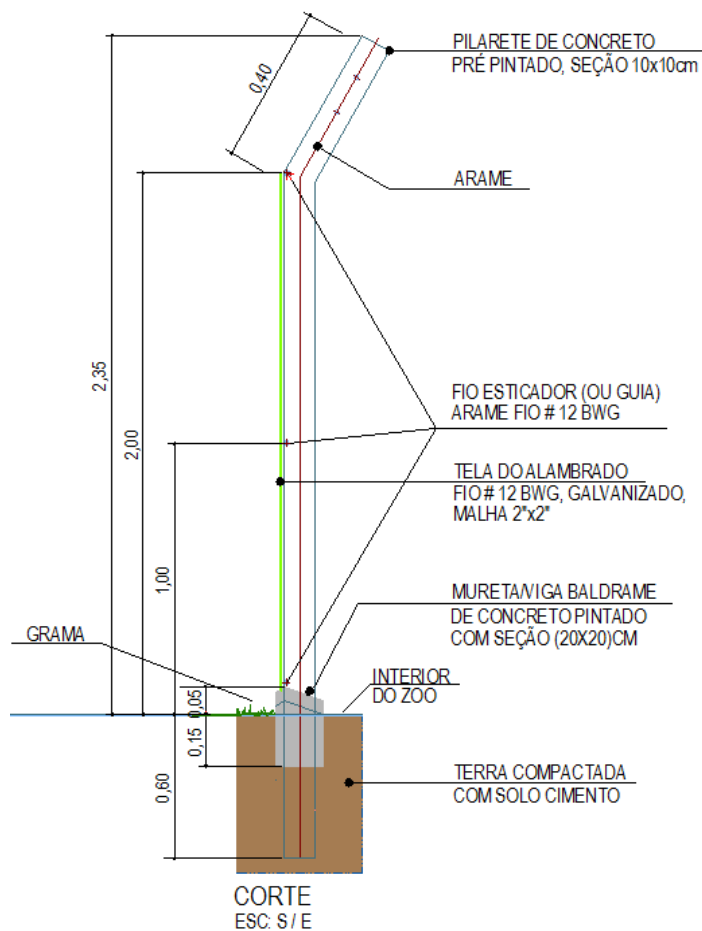 PILARETE DE CONCRETO
PRÉ PINTADO, SEÇÃO 10x10cm
0,40
ARAME
2,35
2,00
FIO ESTICADOR (OU GUIA)
ARAME FIO # 12 BWG
TELA DO ALAMBRADO
FIO # 12 BWG, GALVANIZADO,
MALHA 2"x2"
1,00
MURETA/VIGA BALDRAME
DE CONCRETO PINTADO
COM SEÇÃO (20X20)CM
GRAMA
INTERIOR
DO ZOO
0,05
0,15
0,60
TERRA COMPACTADA
COM SOLO CIMENTO
CORTE
ESC: S / E